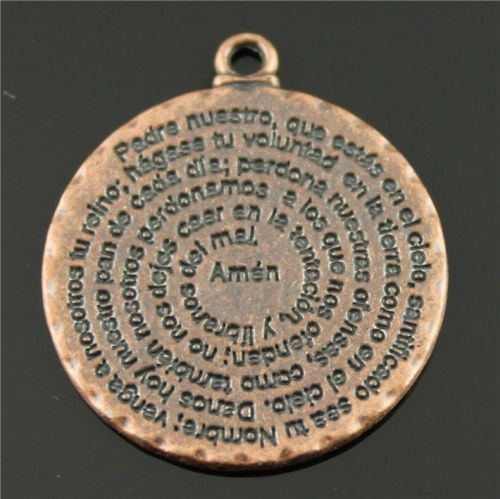 Padre nuestro, que estés en el cielo, santificado sea tu Nombre; venga a nosotros tu reino; hágase tu voluntad en la tierra como en el cielo. Danos hoy nuestro pan de cada día; perdona nuestras ofensas, como también nosotros perdonamos a los que nos ofenden; no nos dejes caer en la tentación, y libranos del mal.
Amén